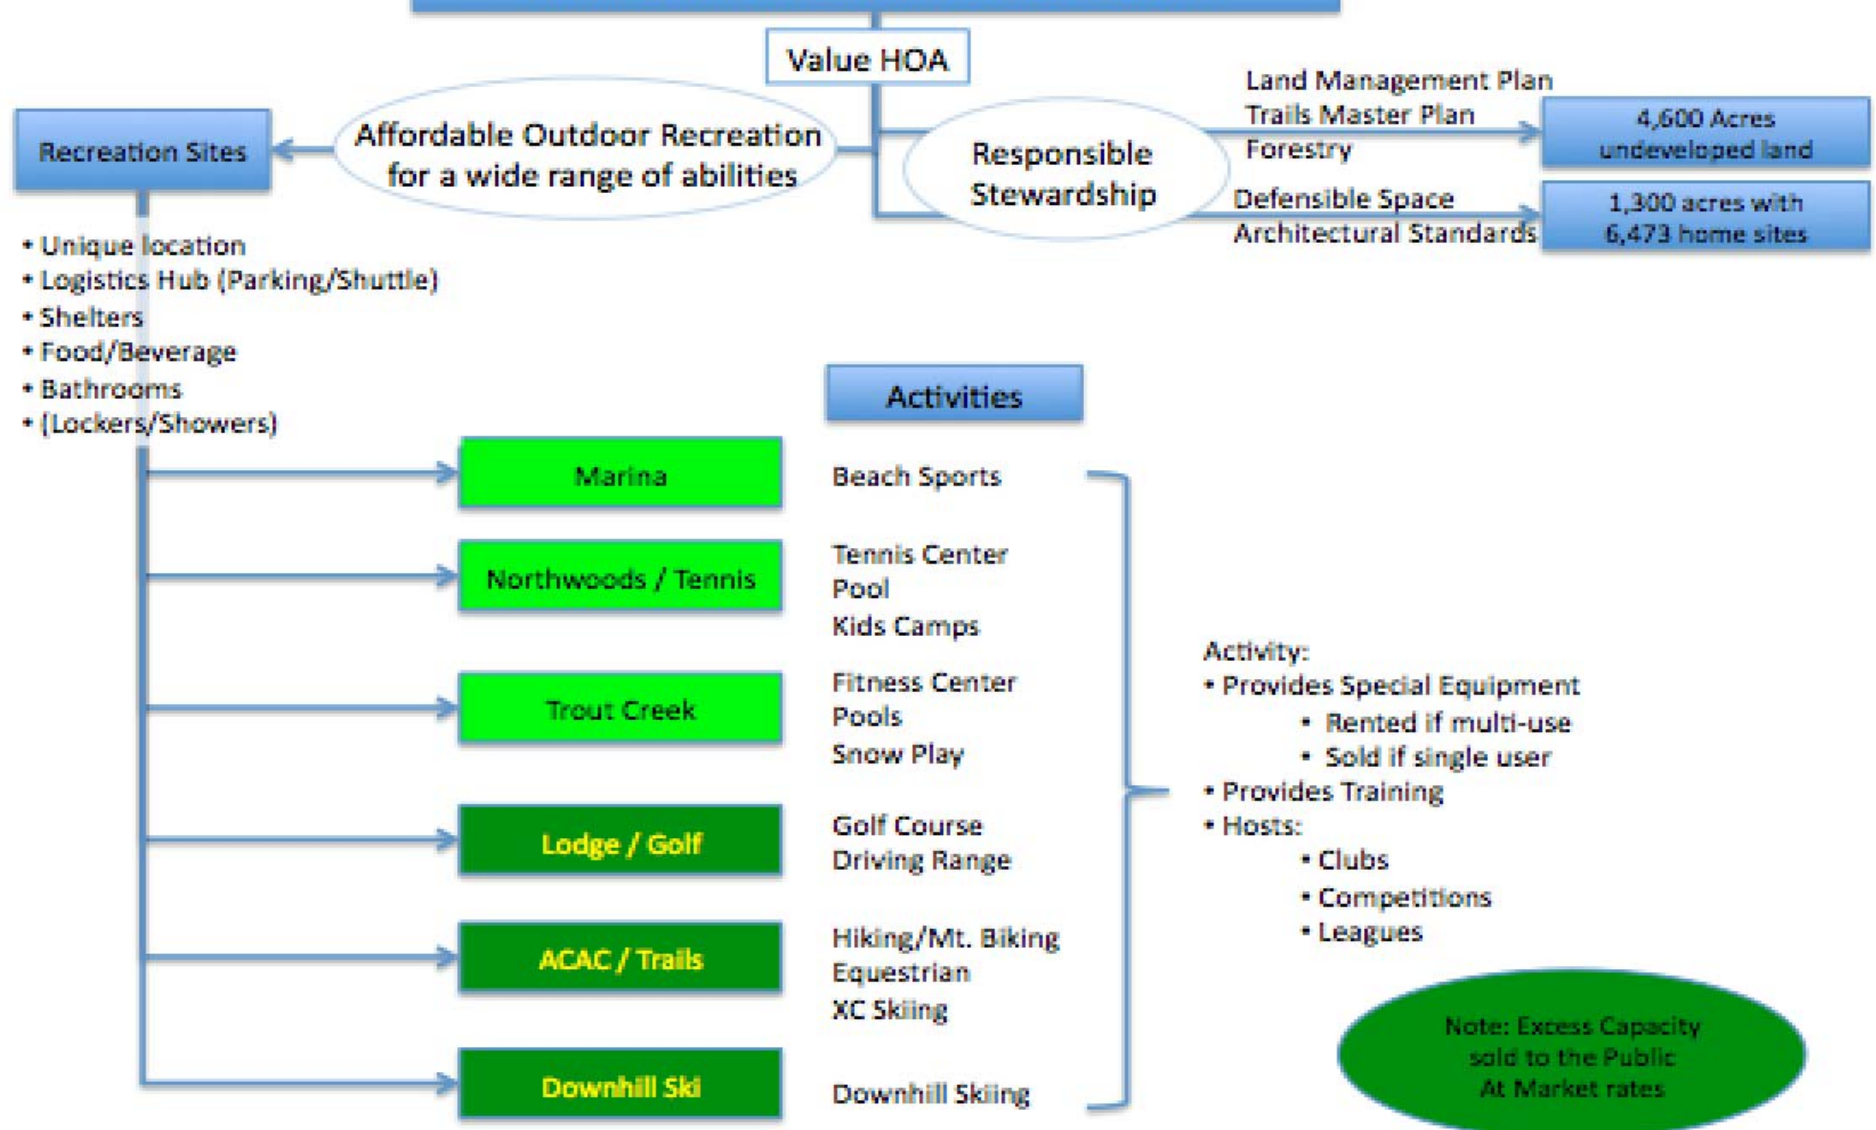 Value HOA
Recreation Sites
Affordable Outdoor Recreation
for a wide range of abilities
Responsible
Stewardship
Land Management Plan
Trails Master Plan
Forestry
4,600 Acres
undeveloped land
Defensible Space
Architectural Standards
1,300 acres with
6,473 home sites
• Unique location
• Logistics Hub (Parking/Shuttle)
• Shelters
• Food/Beverage
• Bathrooms
• (Lockers/Showers)
Activities
Marina
Beach Sports
Northwoods / Tennis
Tennis Center
Pool
Kids Camps
Trout Creek
Fitness Center
Pools
Snow Play
Lodge / Golf
Golf Course
Driving Range
ACAC / Trails
Hiking/Mt. Biking
Equestrian
XC Skiing
Downhill Ski
Downhill Skiing
Activity:
• Provides Special Equipment
• Rented if multi-use
• Sold if single user
• Provides Training
• Hosts:
• Clubs
• Competitions
• Leagues
Note: Excess Capacity
sold to the Public
At Market rates